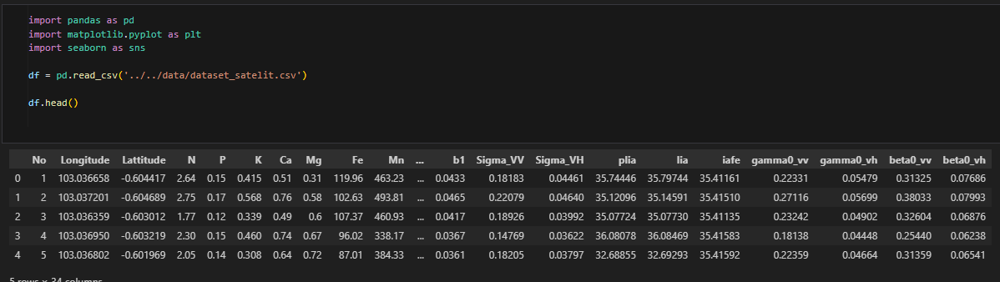 import pandas as pd
import matplotlib.pyplot as plt
import seaborn as sns
df = pd.read_csv('../../data/dataset_satelit.csv')
df.head()
No Longitude Lattitude N P K Ca Mg Fe Mn ... b1 Sigma_VV Sigma_VH plia lia iafe gamma0_vv gamma0_vh beta0_vv beta0_vh
0 1 103.036658 -0.604417 2.64 0.15 0.415 0.51 0.31 119.96 463.23 ... 0.0433 0.18183 0.04461 35.74446 35.79744 35.41161 0.22331 0.05479 0.31325 0.07686
1 2 103.037201 -0.604689 2.75 0.17 0.568 0.76 0.58 102.63 493.81 ... 0.0465 0.22079 0.04640 35.12096 35.14591 35.41510 0.27116 0.05699 0.38033 0.07993
2 3 103.036359 -0.603012 1.77 0.12 0.339 0.49 0.6 107.37 460.93 ... 0.0417 0.18926 0.03992 35.07724 35.07730 35.41135 0.23242 0.04902 0.32604 0.06876
3 4 103.036950 -0.603219 2.30 0.15 0.460 0.74 0.67 96.02 338.17 ... 0.0367 0.14769 0.03622 36.08078 36.08469 35.41583 0.18138 0.04448 0.25440 0.06238
4 5 103.036802 -0.601969 2.05 0.14 0.308 0.64 0.72 87.01 384.33 ... 0.0361 0.18205 0.03797 32.68855 32.69293 35.41592 0.22359 0.04664 0.31359 0.06541
5 rows × 34 columns